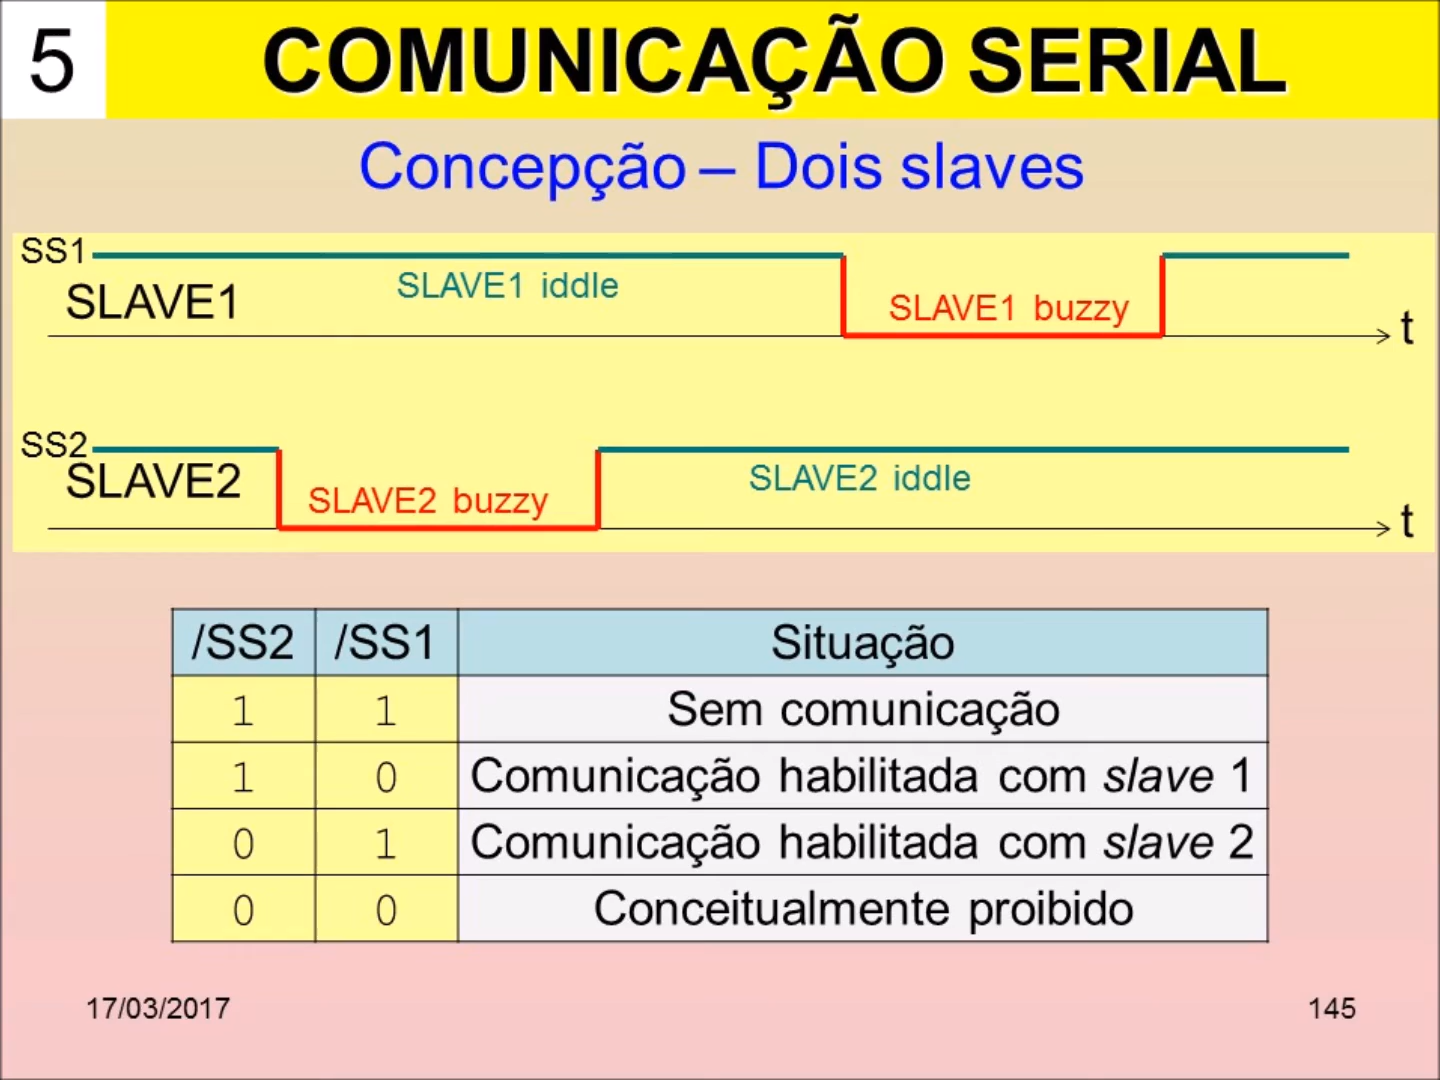 5
COMUNICAÇÃO SERIAL
Concepção – Dois slaves
SS1
SLAVE1 iddle
SLAVE1
SLAVE1 buzzy
t
SS2
SLAVE2
SLAVE2 iddle
SLAVE2 buzzy
t
/SS2 /SS1 Situação
1 1 Sem comunicação
1 0 Comunicação habilitada com slave 1
0 1 Comunicação habilitada com slave 2
0 0 Conceitualmente proibido
17/03/2017
145